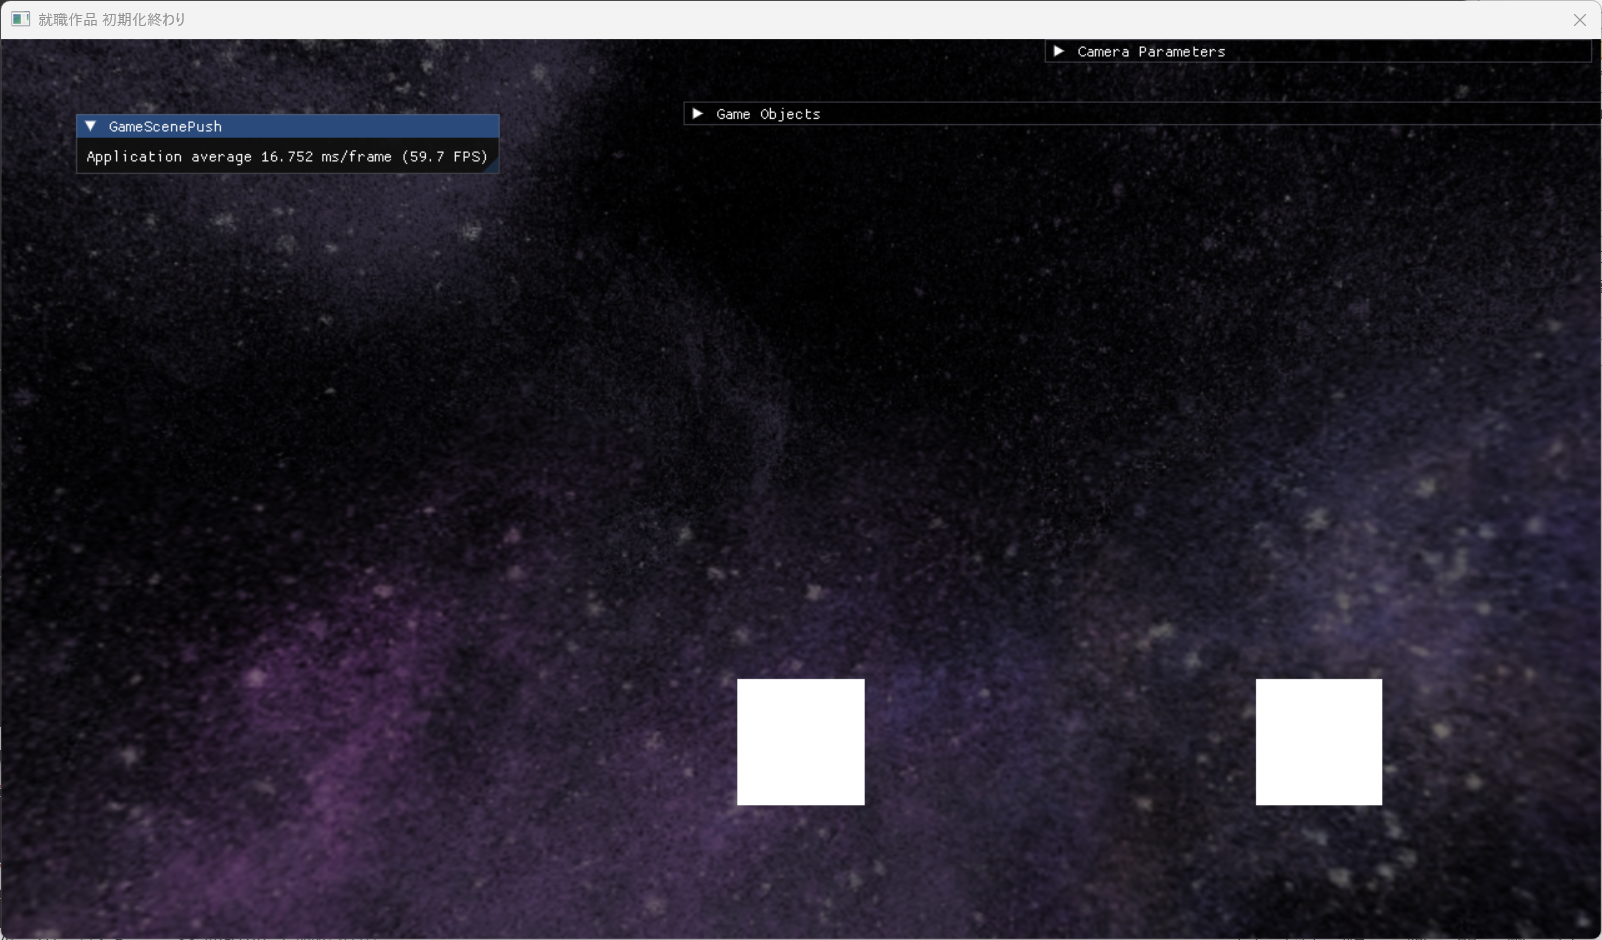 就職作品 初期化終わり
Camera Parameters
Game Objects
GameScenePush
Application average 16.752 ms/frame (59.7 FPS)